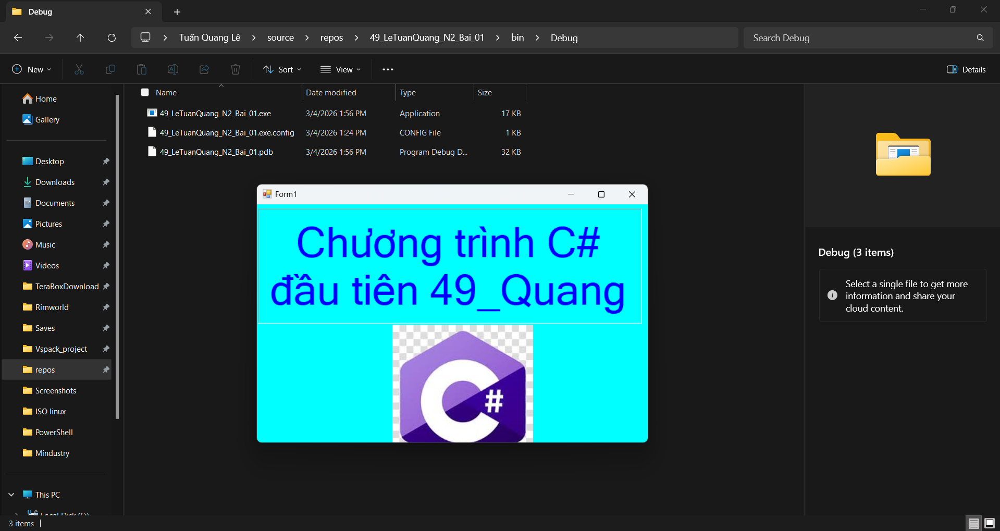 Debug
Tuấn Quang Lê > source > repos > 49_LeTuanQuang_N2_Bai_01 > bin > Debug
Search Debug
New
Sort
View
Details
Home
Gallery
Desktop
Downloads
Documents
Pictures
Music
Videos
TeraBoxDownload
Rimworld
Saves
Vspack_project
repos
Screenshots
ISO linux
PowerShell
Mindustry
This PC
Local Disk (C:)
Name Date modified Type Size
49_LeTuanQuang_N2_Bai_01.exe 3/4/2026 1:56 PM Application 17 KB
49_LeTuanQuang_N2_Bai_01.exe.config 3/4/2026 1:24 PM CONFIG File 1 KB
49_LeTuanQuang_N2_Bai_01.pdb 3/4/2026 1:56 PM Program Debug D... 32 KB
Form1
Chương trình C#
đầu tiên 49_Quang
C#
Debug (3 items)
Select a single file to get more
information and share your
cloud content.
3 items